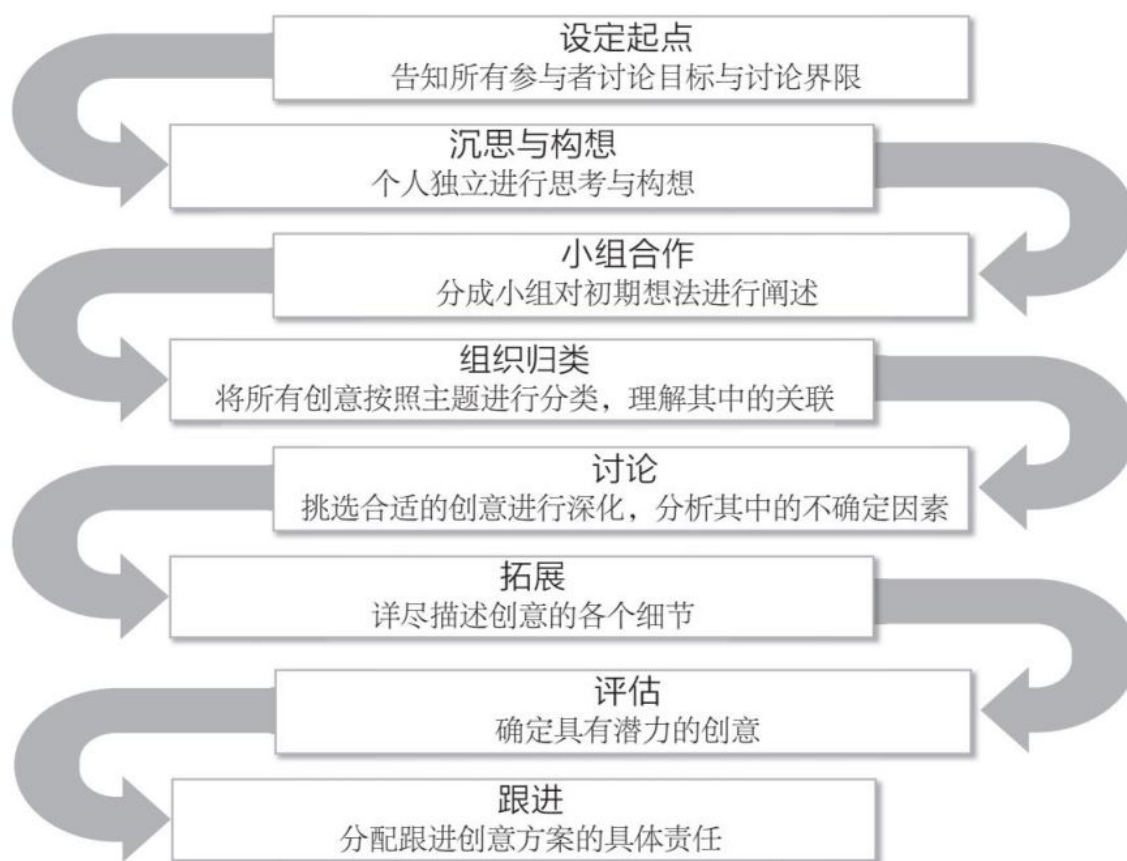 设定起点
告知所有参与者讨论目标与讨论界限
沉思与构想
个人独立进行思考与构想
小组合作
分成小组对初期想法进行阐述
组织归类
将所有创意按照主题进行分类，理解其中的关联
讨论
挑选合适的创意进行深化，分析其中的不确定因素
拓展
详尽描述创意的各个细节
评估
确定具有潜力的创意
跟进
分配跟进创意方案的具体责任